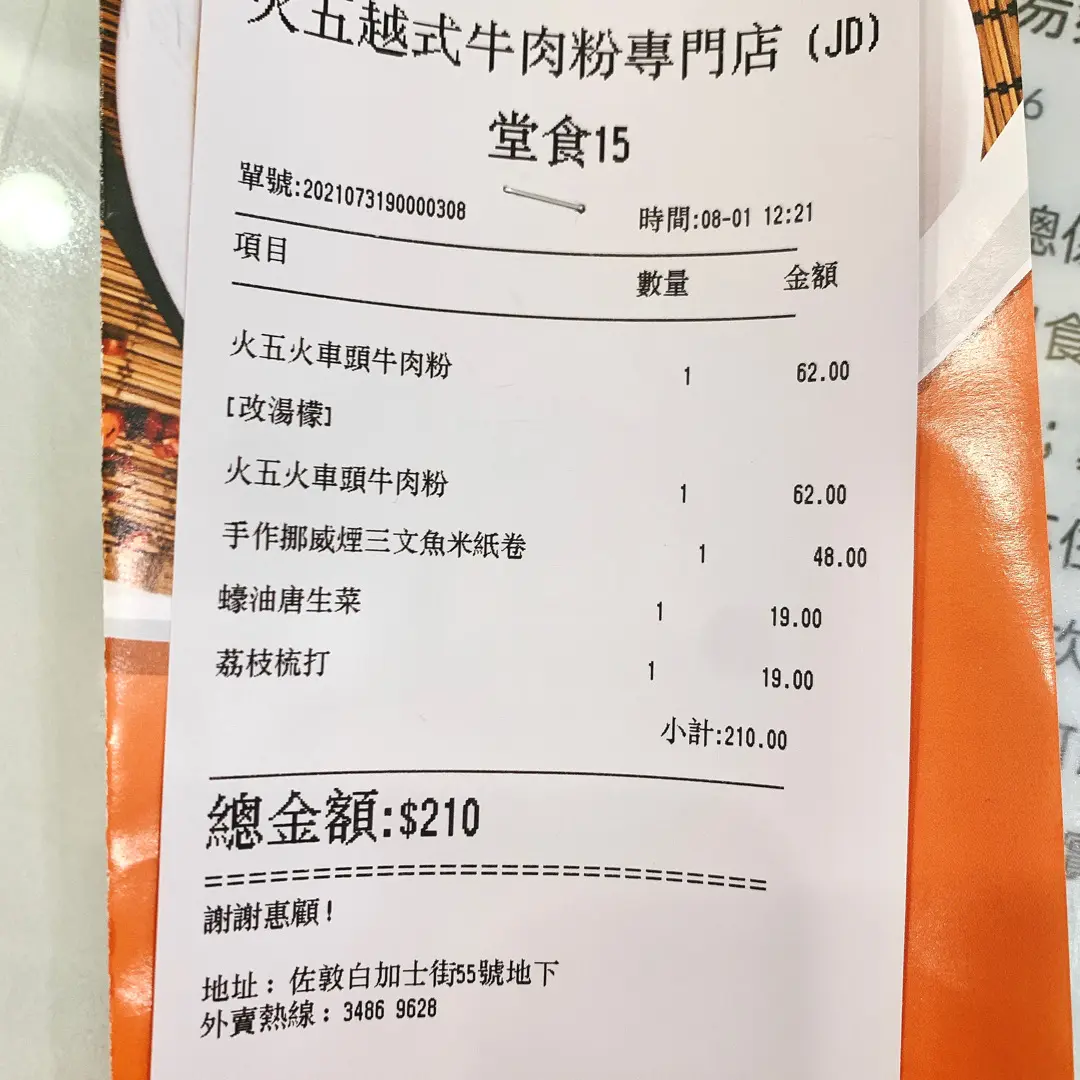 火五越式牛肉粉專門店 (JD)
堂食15
單號:2021073190000308 時間:08-01 12:21
項目 數量 金額
火五火車頭牛肉粉 1 62.00
[改湯檬]
火五火車頭牛肉粉 1 62.00
手作挪威煙三文魚米紙卷 1 48.00
蠔油唐生菜 1 19.00
荔枝梳打 1 19.00
小計:210.00
總金額:$210
==========================
謝謝惠顧!
地址: 佐敦白加士街55號地下
外賣熱線: 3486 9628